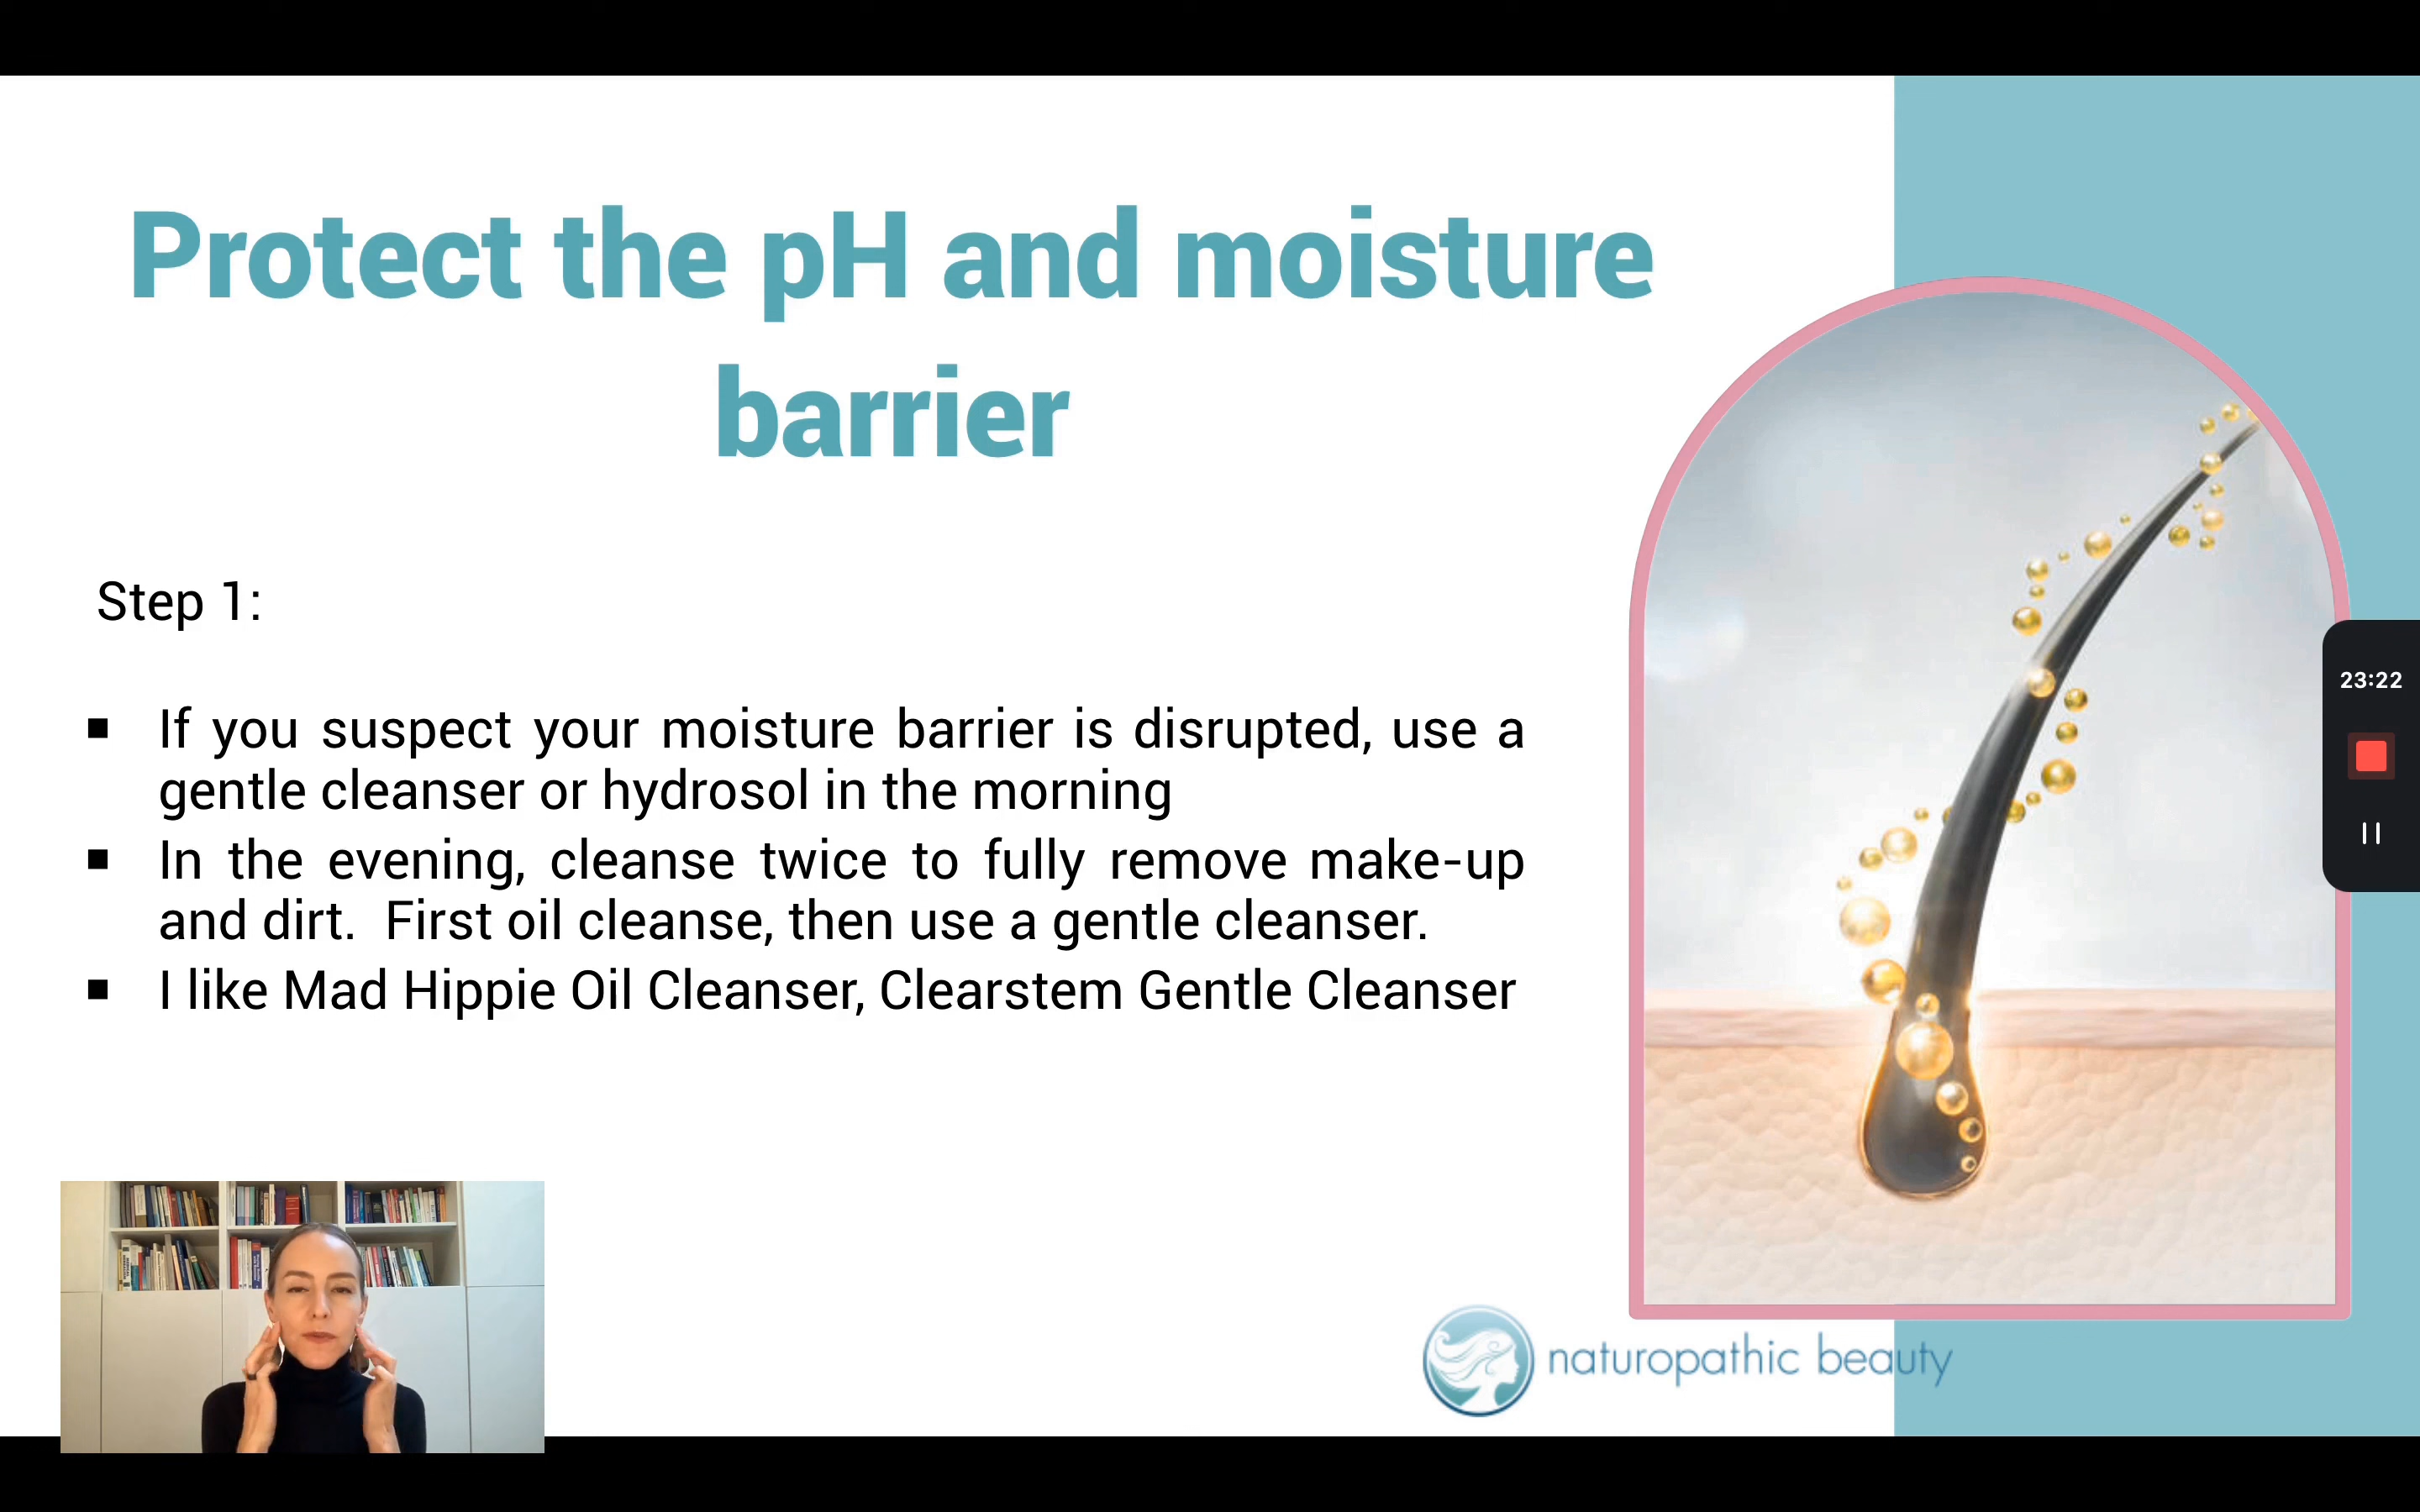 Protect the pH and moisture
barrier
Step 1:
▪ If you suspect your moisture barrier is disrupted, use a
gentle cleanser or hydrosol in the morning
▪ In the evening, cleanse twice to fully remove make-up
and dirt.  First oil cleanse, then use a gentle cleanser.
▪ I like Mad Hippie Oil Cleanser, Clearstem Gentle Cleanser
23:22
naturopathic beauty